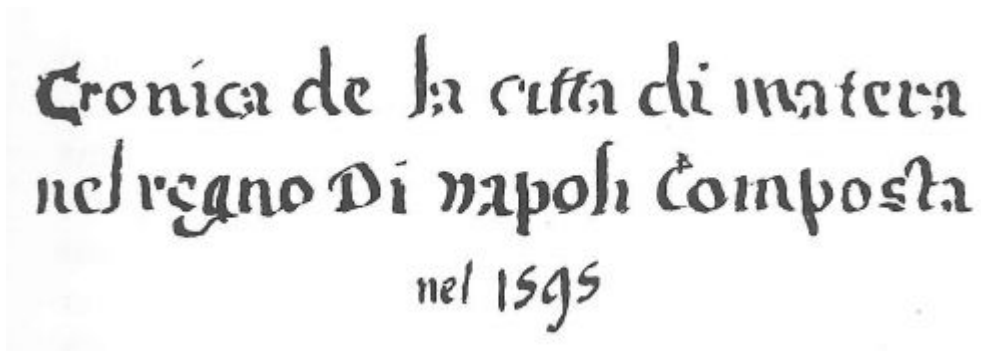 Cronica de la citta di matera
nel regno Di napoli Composta
nel 1595